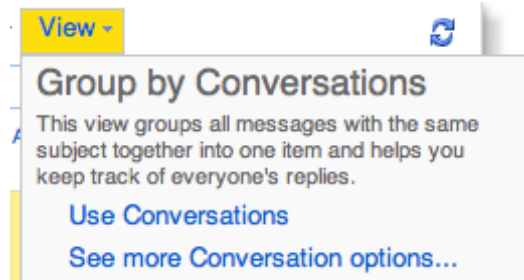 View
Group by Conversations
This view groups all messages with the same
subject together into one item and helps you
keep track of everyone's replies.
Use Conversations
See more Conversation options...